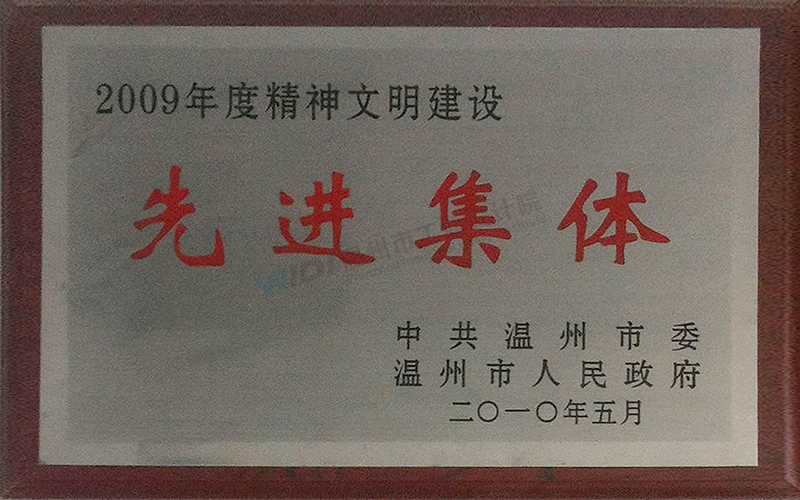 2009年度精神文明建设
先进集体
中共温州市委
温州市人民政府
二〇一〇年五月